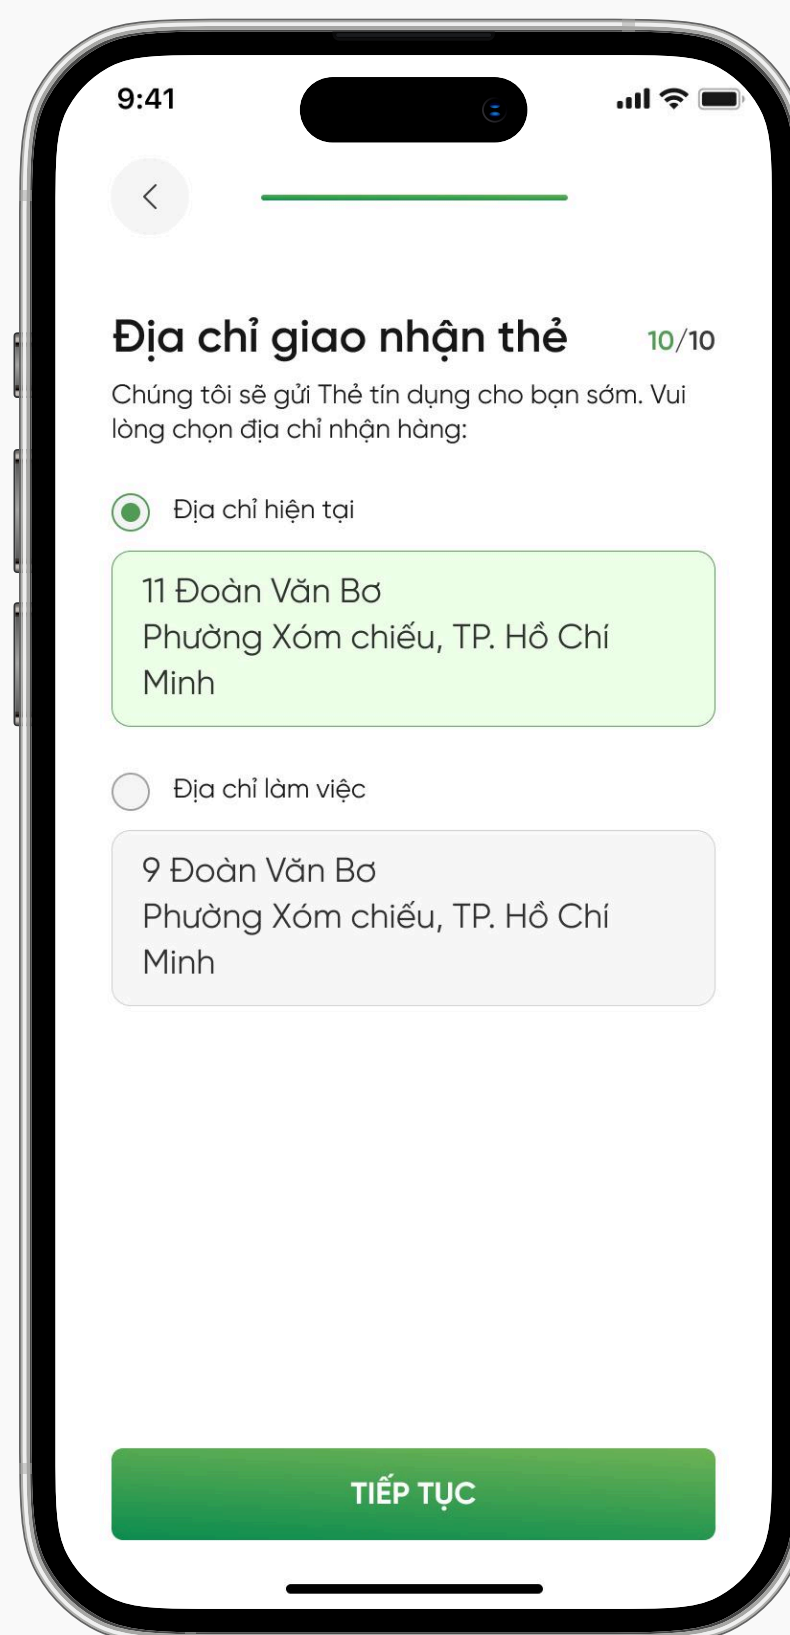 9:41
Địa chỉ giao nhận thẻ
10/10
Chúng tôi sẽ gửi Thẻ tín dụng cho bạn sớm. Vui
lòng chọn địa chỉ nhận hàng:
Địa chỉ hiện tại
11 Đoàn Văn Bơ
Phường Xóm chiếu, TP. Hồ Chí
Minh
Địa chỉ làm việc
9 Đoàn Văn Bơ
Phường Xóm chiếu, TP. Hồ Chí
Minh
TIẾP TỤC